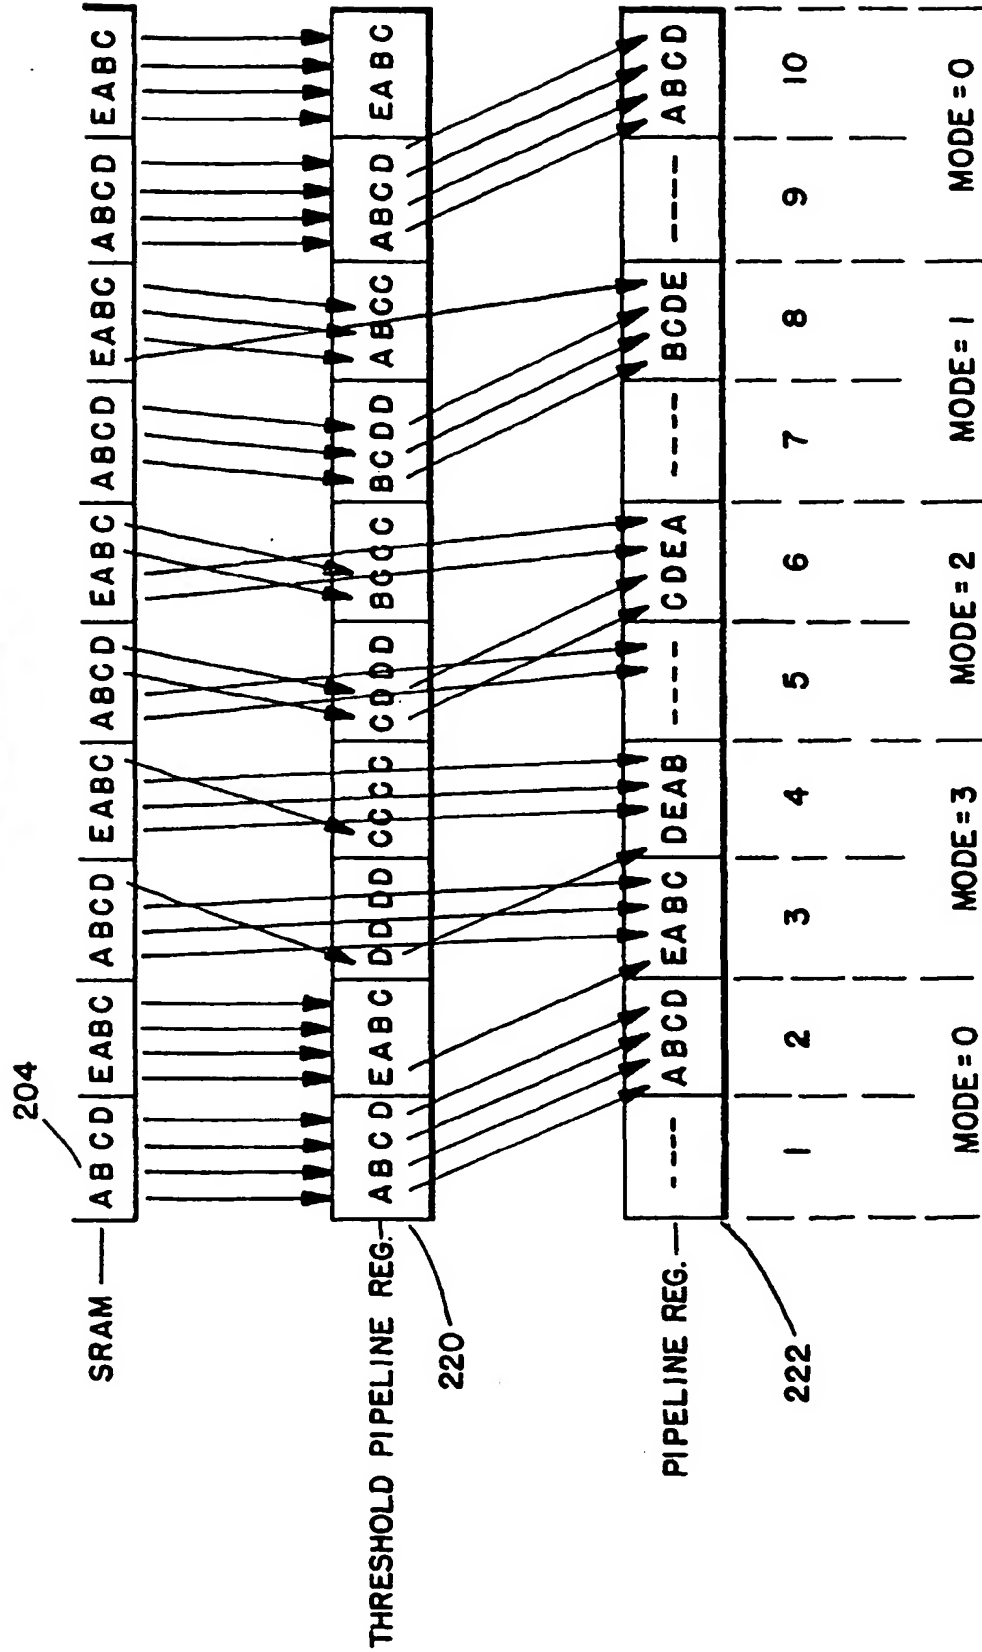 204
SRAM ABCD|EABC|ABCD|EABC|ABCD|EABC|ABCD|EABC|ABCD|EABC
THRESHOLD PIPELINE REG. ABCD EABC DDDD CCCC CDDD BCCC BCDD ABCC ABCD EABC
220
PIPELINE REG. ---- ABCD EABC DEAB ---- CDEA ---- BCDE ---- ABCD
222
1 2 3 4 5 6 7 8 9 10
MODE=0 MODE=3 MODE=2 MODE=1 MODE=0